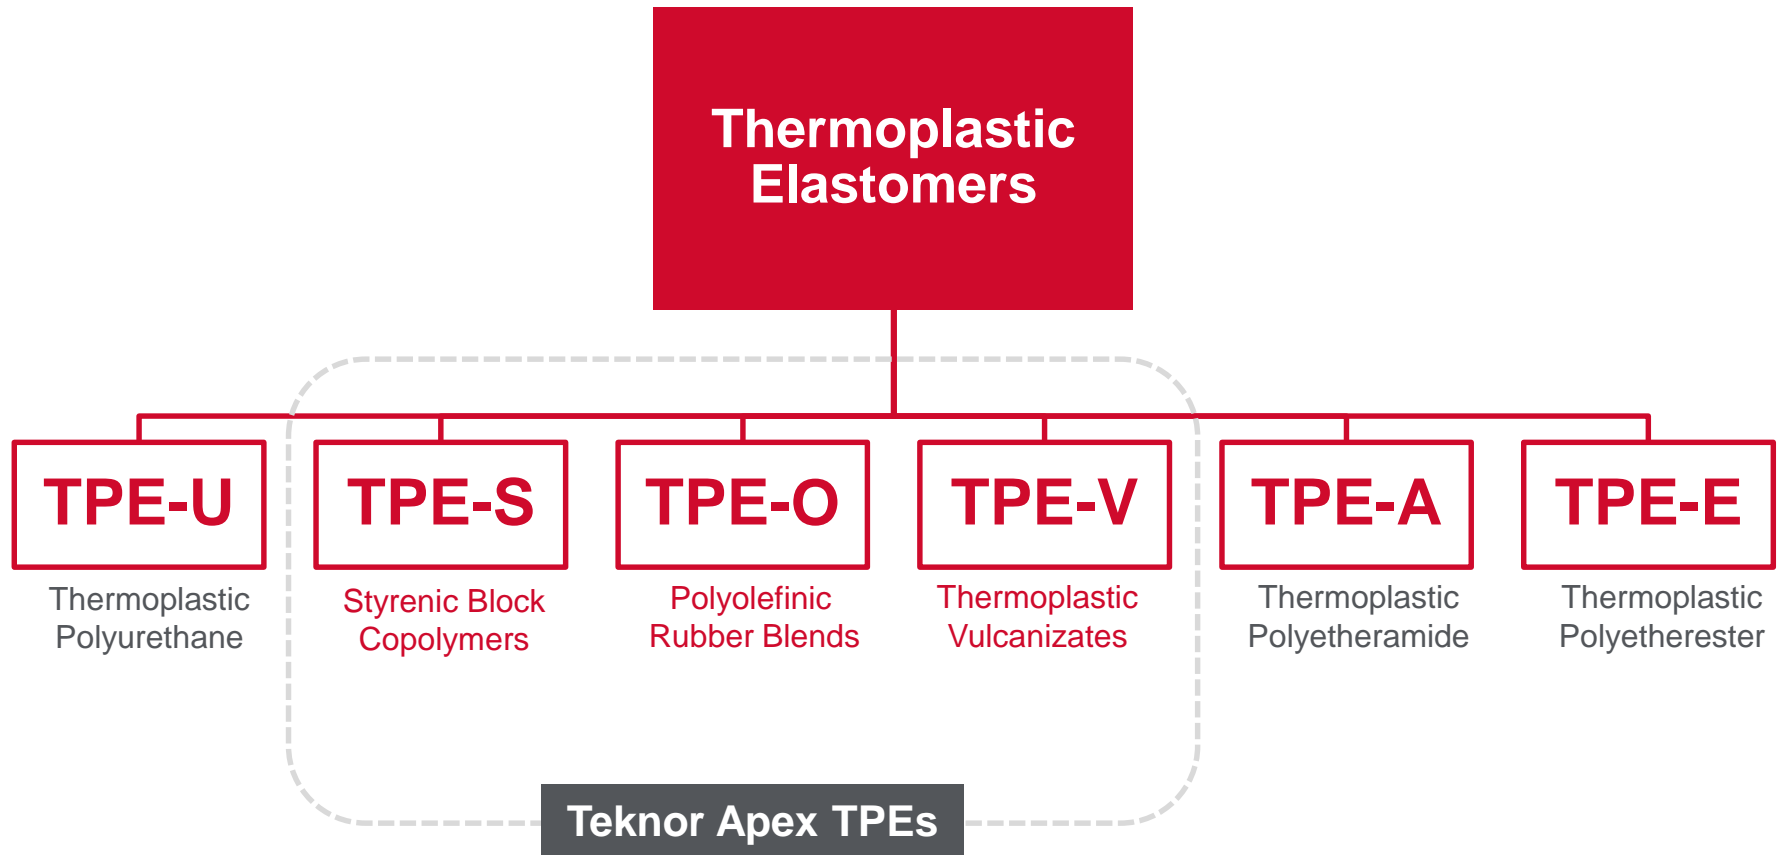 Thermoplastic
Elastomers
TPE-U
TPE-S
TPE-O
TPE-V
TPE-A
TPE-E
Thermoplastic
Polyurethane
Styrenic Block
Copolymers
Polyolefinic
Rubber Blends
Thermoplastic
Vulcanizates
Thermoplastic
Polyetheramide
Thermoplastic
Polyetherester
Teknor Apex TPEs